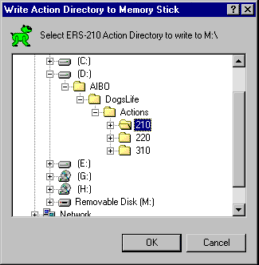 Write Action Directory to Memory Stick
Select ERS-210 Action Directory to write to M:\
(C:)
(D:)
AIBO
DogsLife
Actions
210
220
310
(E:)
(G:)
(H:)
Removable Disk (M:)
Network
OK Cancel